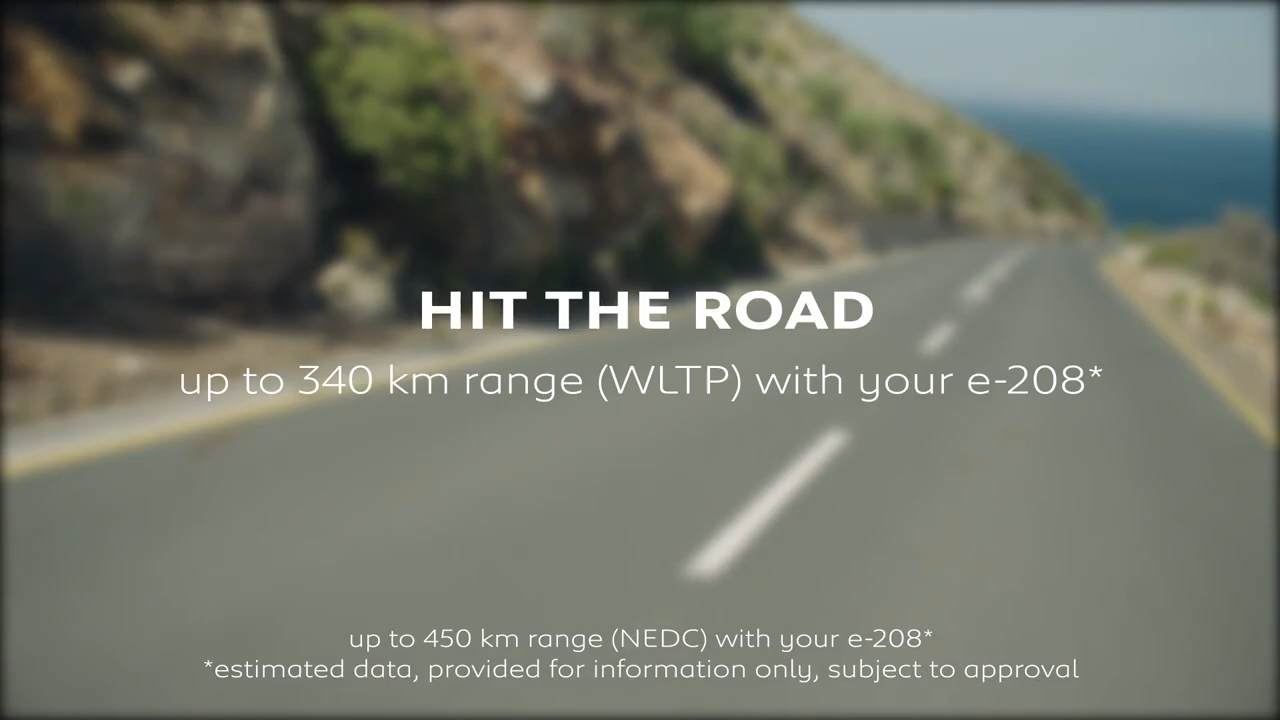 HIT THE ROAD
up to 340 km range (WLTP) with your e-208*
up to 450 km range (NEDC) with your e-208*
*estimated data, provided for information only, subject to approval